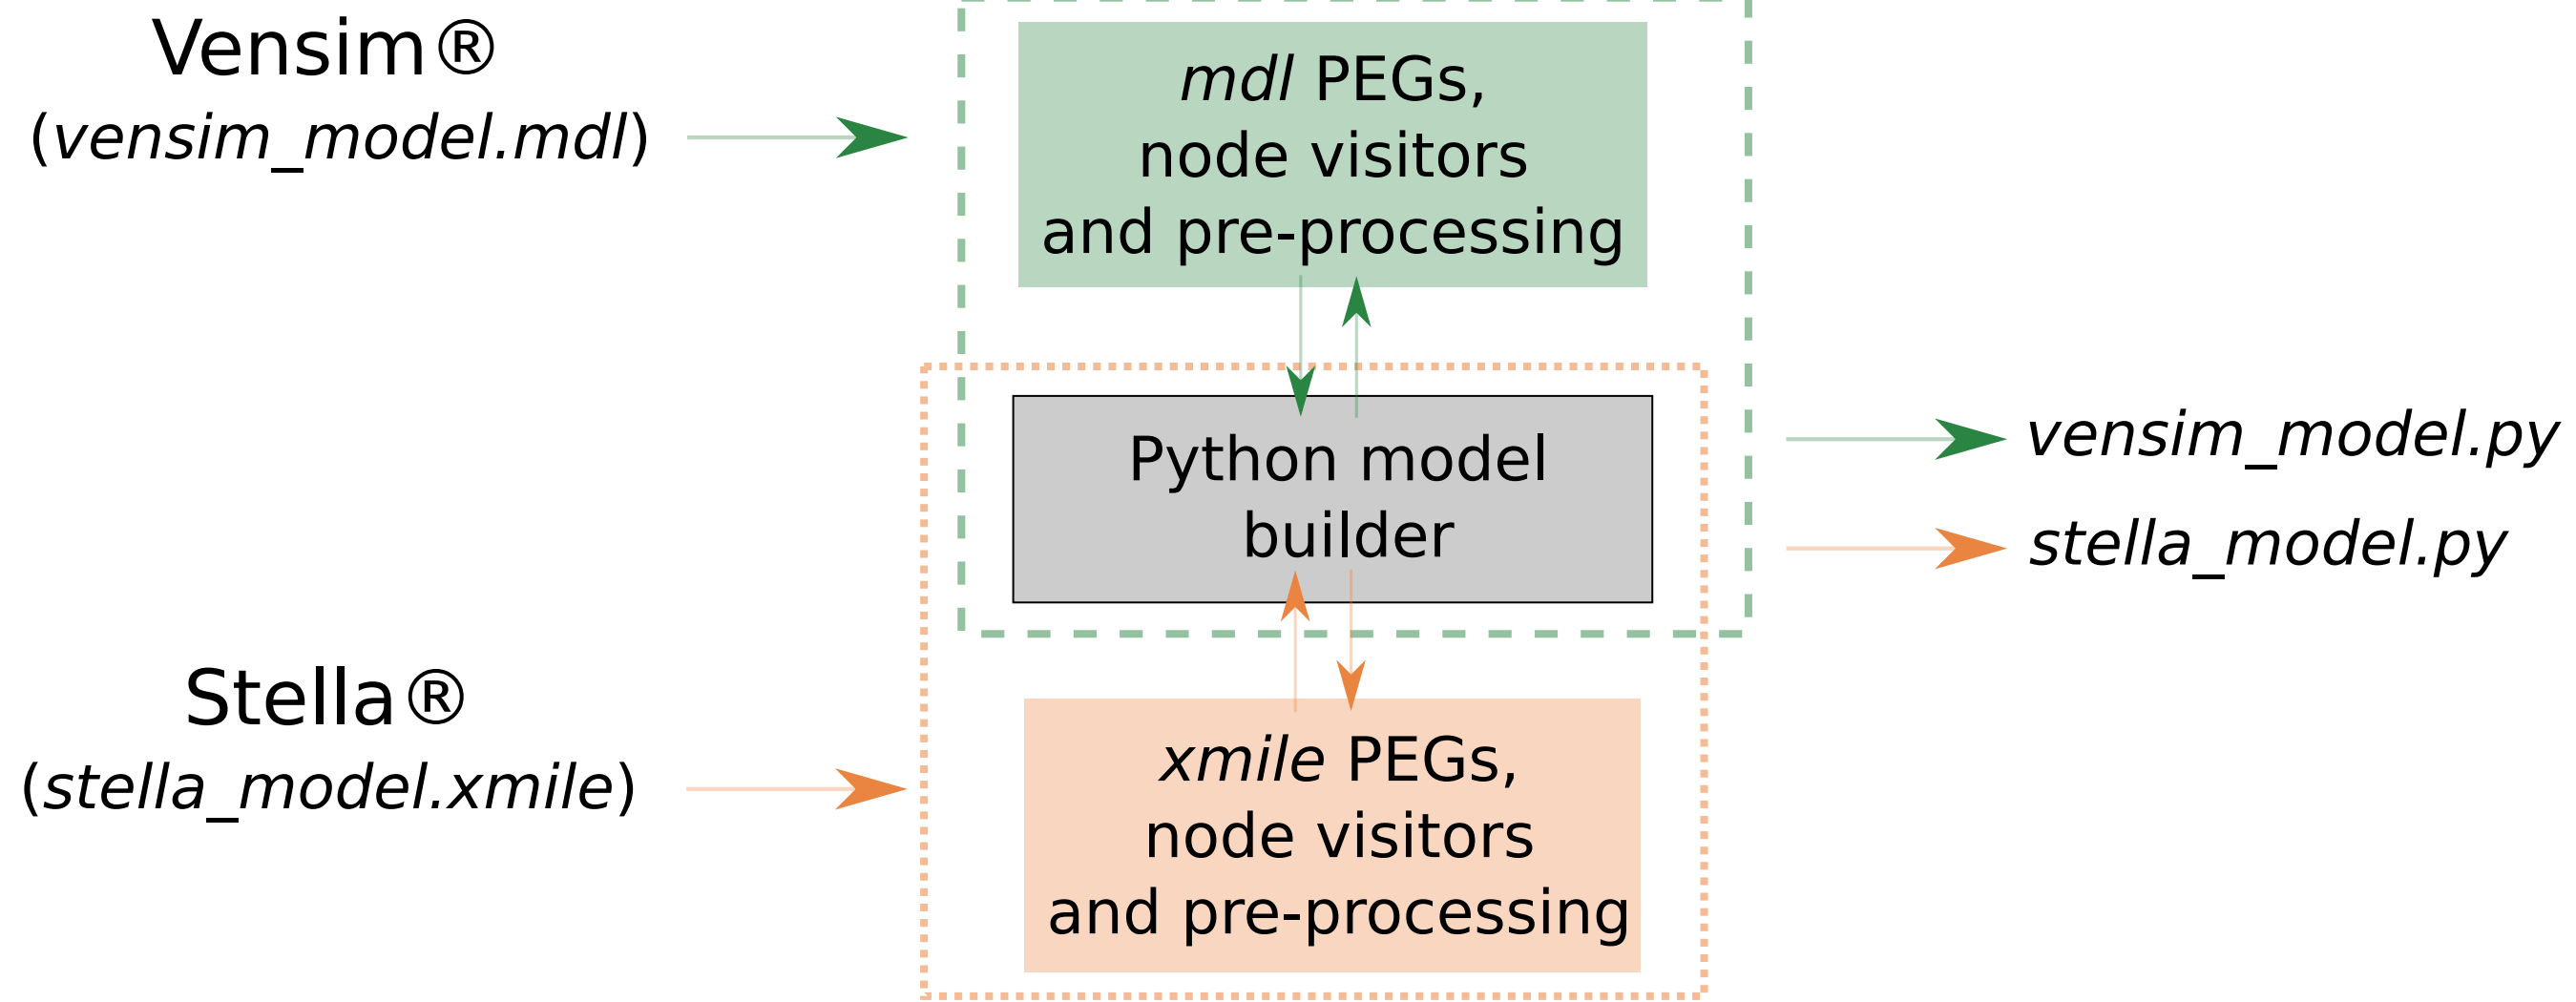 Vensim®
(vensim_model.mdl)
mdl PEGs,
node visitors
and pre-processing
Python model
builder
vensim_model.py
stella_model.py
Stella®
(stella_model.xmile)
xmile PEGs,
node visitors
and pre-processing